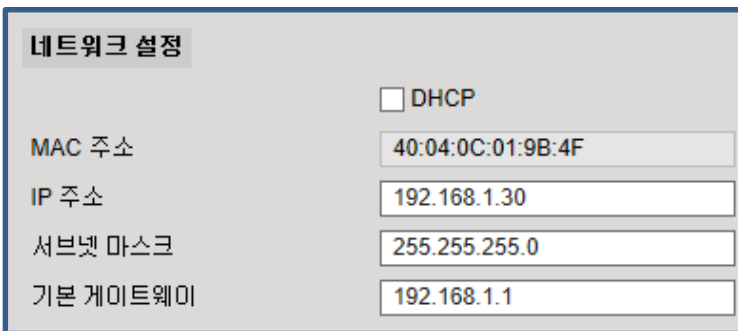 네트워크 설정
DHCP
MAC 주소 40:04:0C:01:9B:4F
IP 주소 192.168.1.30
서브넷 마스크 255.255.255.0
기본 게이트웨이 192.168.1.1